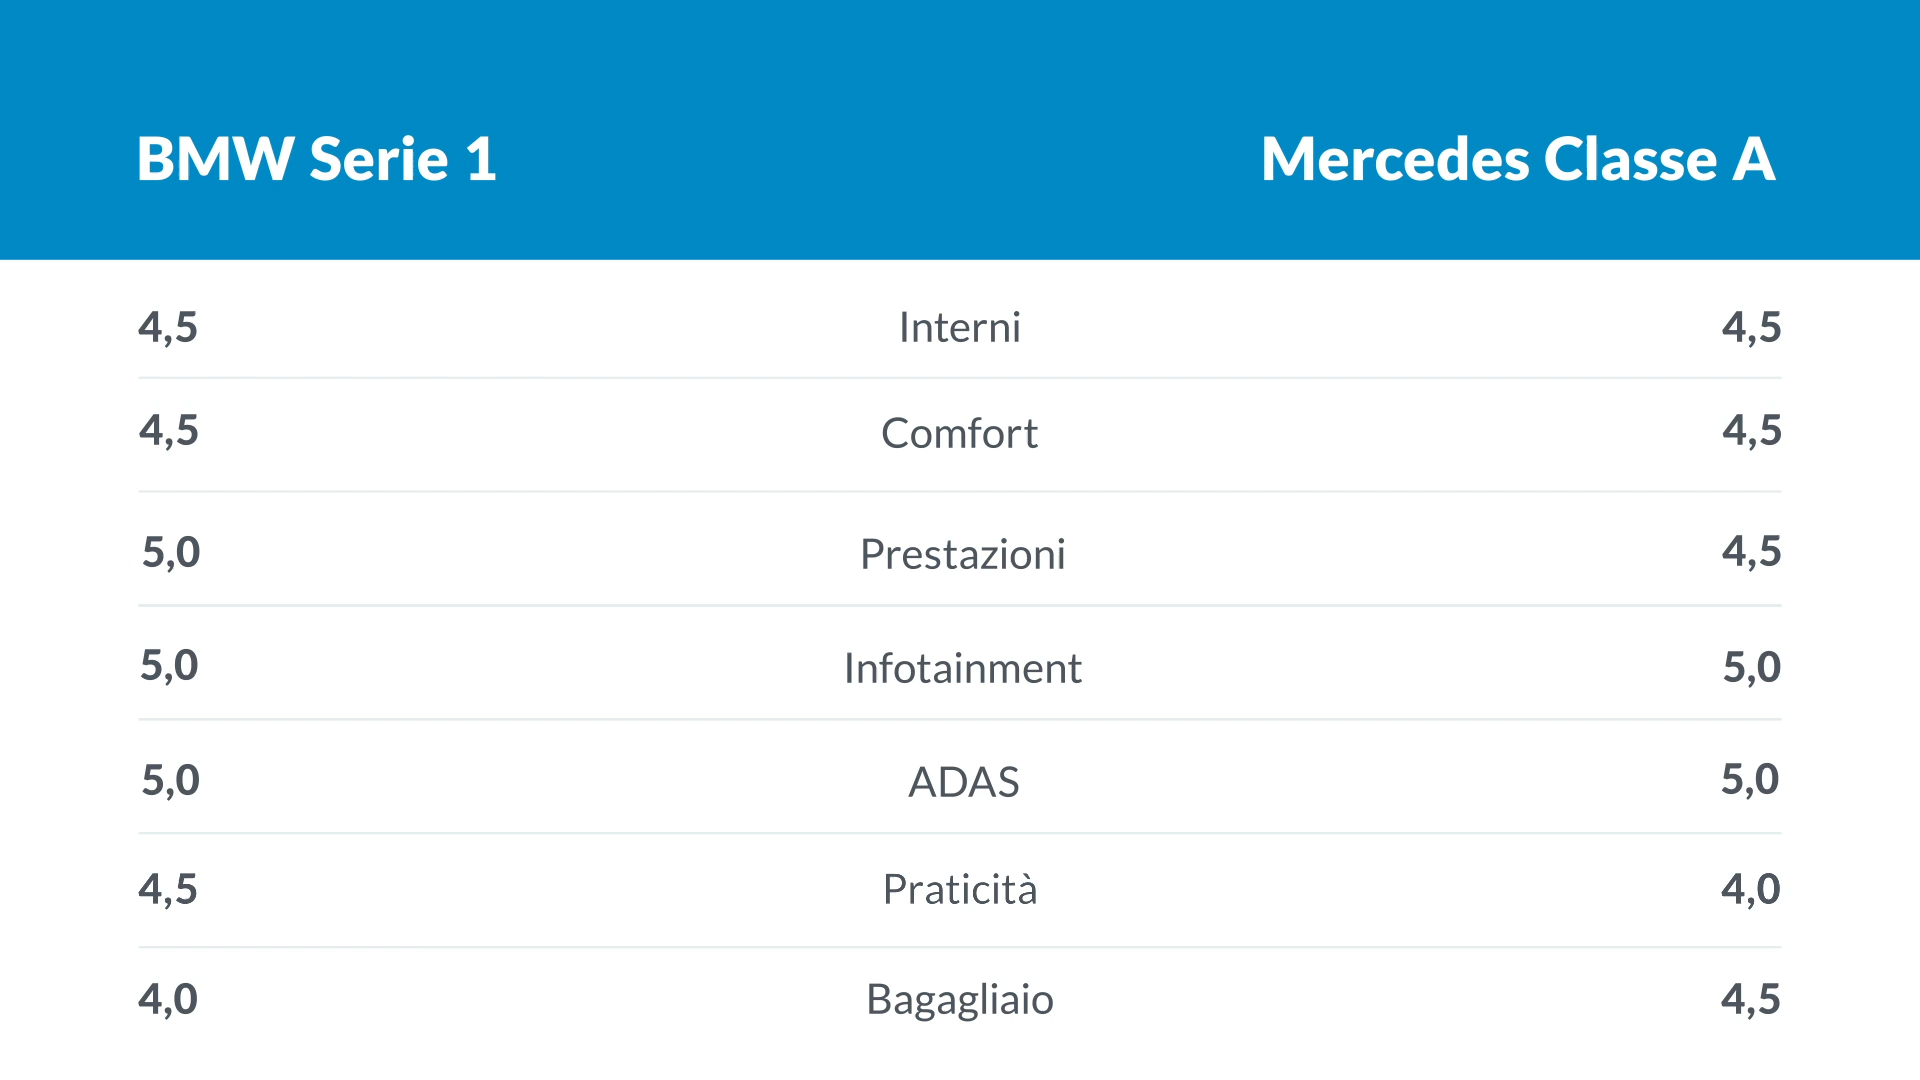 BMW Serie 1 Mercedes Classe A
4,5 Interni 4,5
4,5 Comfort 4,5
5,0 Prestazioni 4,5
5,0 Infotainment 5,0
5,0 ADAS 5,0
4,5 Praticità 4,0
4,0 Bagagliaio 4,5